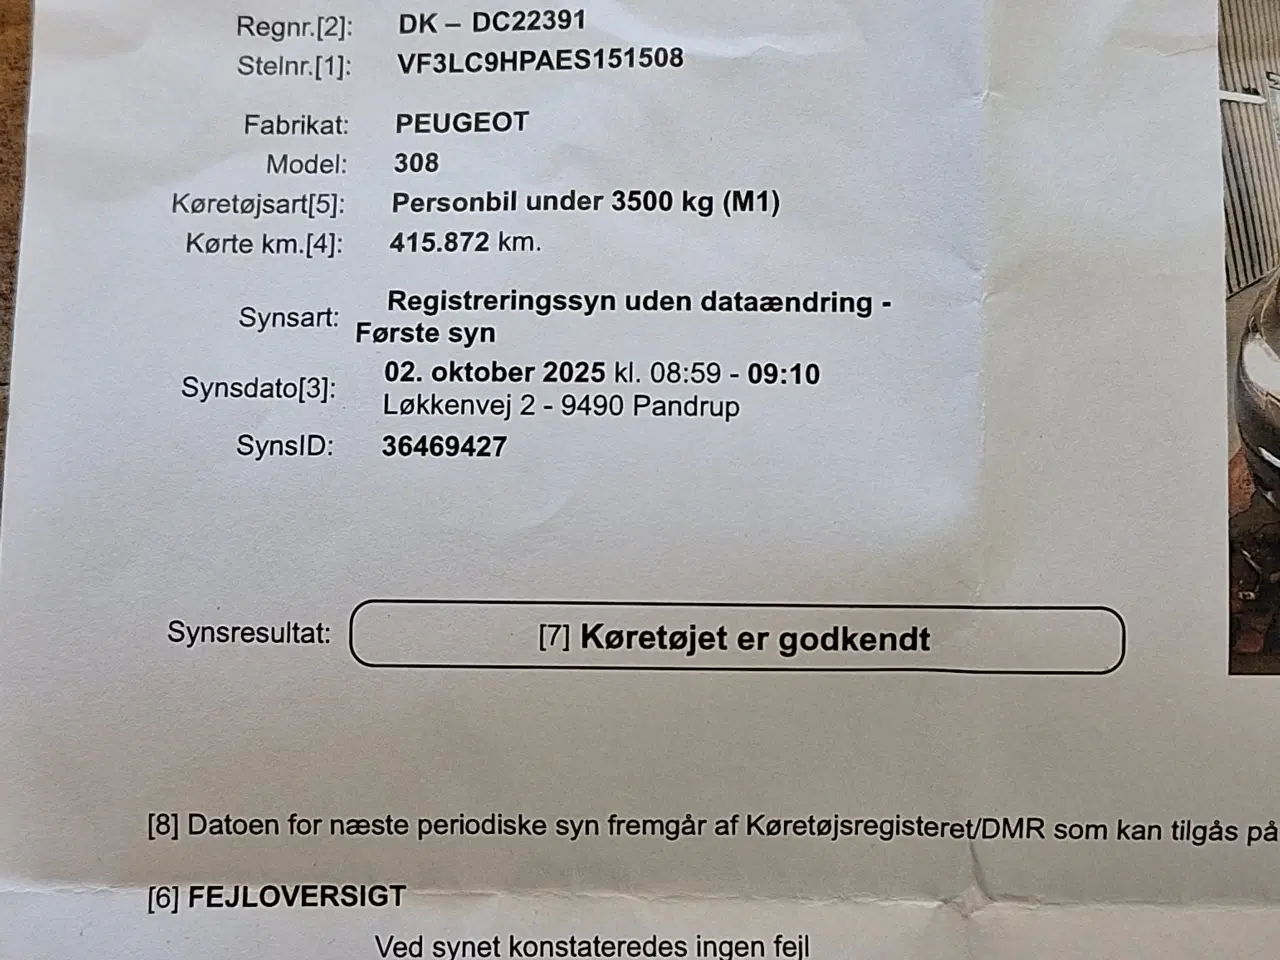 Regnr.[2]: DK – DC22391
Stelnr.[1]: VF3LC9HPAES151508
Fabrikat: PEUGEOT
Model: 308
Køretøjsart[5]: Personbil under 3500 kg (M1)
Kørte km.[4]: 415.872 km.
Synsart: Registreringssyn uden dataændring -
Første syn
Synsdato[3]: 02. oktober 2025 kl. 08:59 - 09:10
Løkkenvej 2 - 9490 Pandrup
SynsID: 36469427
Synsresultat: [7] Køretøjet er godkendt
[8] Datoen for næste periodiske syn fremgår af Køretøjsregisteret/DMR som kan tilgås på
[6] FEJLOVERSIGT
Ved synet konstateredes ingen fejl